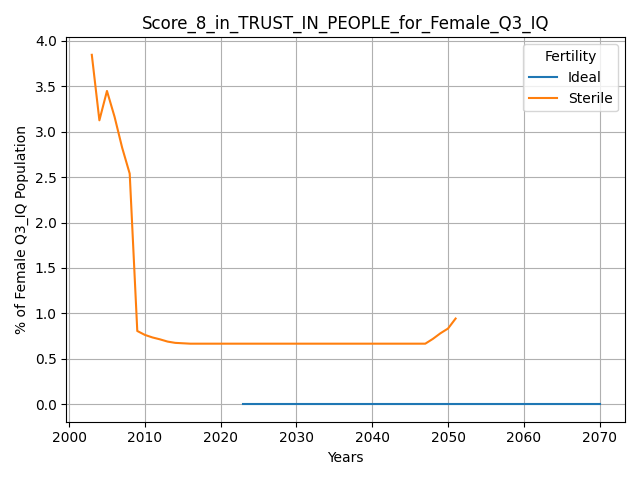 Score_8_in_TRUST_IN_PEOPLE_for_Female_Q3_IQ
% of Female Q3_IQ Population
4.0
3.5
3.0
2.5
2.0
1.5
1.0
0.5
0.0
Fertility
Ideal
Sterile
2000 2010 2020 2030 2040 2050 2060 2070
Years